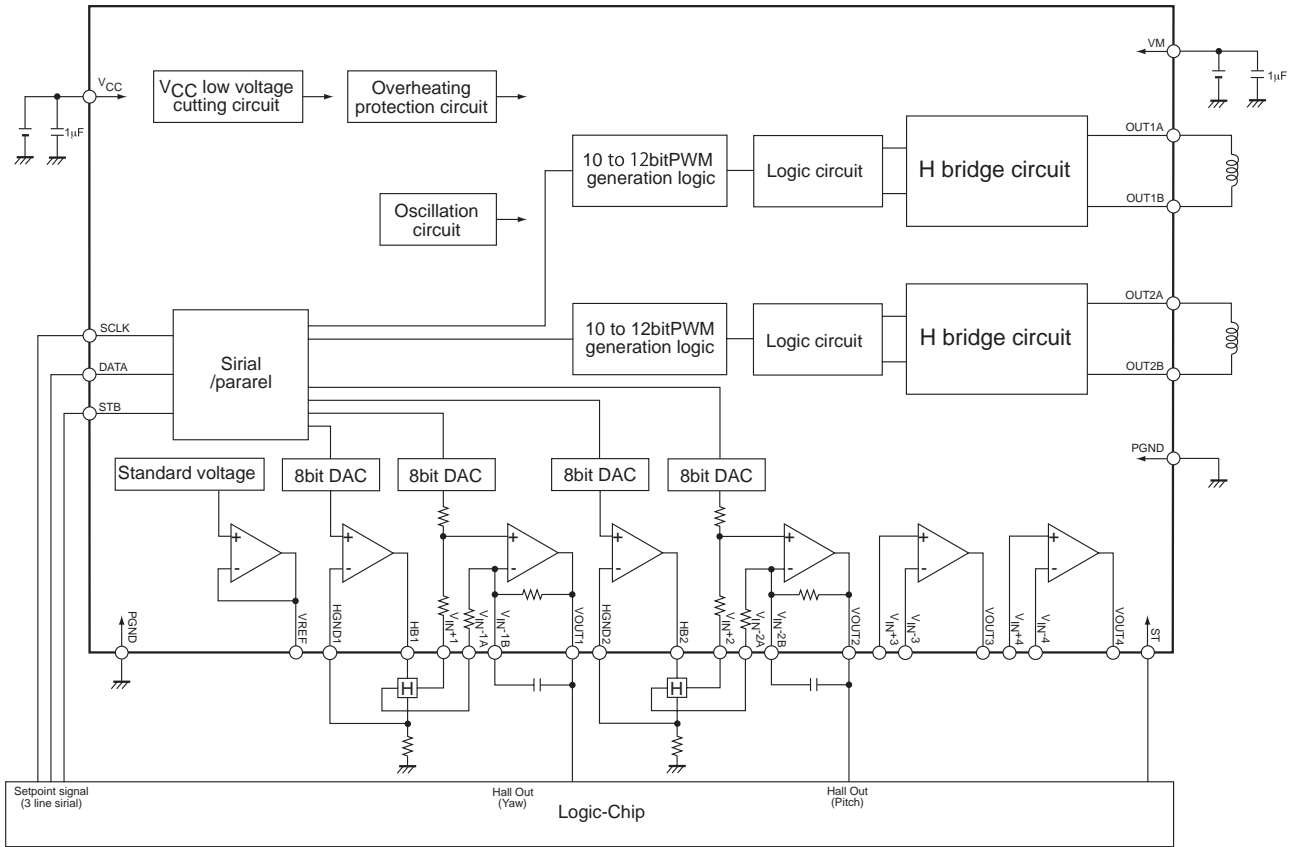 VM
VCC
VCC low voltage
cutting circuit
Overheating
protection circuit
1µF
1µF
OUT1A
10 to 12bitPWM
generation logic
Logic circuit
H bridge circuit
OUT1B
Oscillation
circuit
OUT2A
SCLK
10 to 12bitPWM
generation logic
Logic circuit
H bridge circuit
Sirial
/pararel
DATA
OUT2B
STB
PGND
Standard voltage
8bit DAC
8bit DAC
8bit DAC
8bit DAC
+
-
+
-
+
-
+
-
+
-
+
-
+
-
PGND
VREF
HGND1
HB1
VIN+1
VIN-1A
VIN-1B
VOUT1
HGND2
HB2
VIN+2
VIN-2A
VIN-2B
VOUT2
VIN+3
VIN-3
VOUT3
VIN+4
VIN-4
VOUT4
ST
H
H
Setpoint signal
(3 line sirial)
Hall Out
(Yaw)
Hall Out
(Pitch)
Logic-Chip